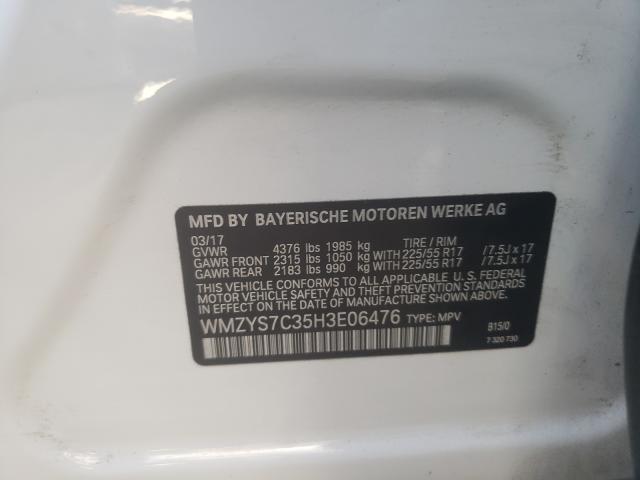 MFD BY BAYERISCHE MOTOREN WERKE AG
03/17 TIRE / RIM
GVWR 4376 lbs 1985 kg
GAWR FRONT 2315 lbs 1050 kg WITH 225/55 R17 /7.5J x 17
GAWR REAR 2183 lbs 990 kg WITH 225/55 R17 /7.5J x 17
THIS VEHICLE CONFORMS TO ALL APPLICABLE U. S. FEDERAL
MOTOR VEHICLE SAFETY, BUMPER, AND THEFT PREVENTION STANDARDS
IN EFFECT ON THE DATE OF MANUFACTURE SHOWN ABOVE.
WMZYS7C35H3E06476 TYPE: MPV
B15/0
7 320 730